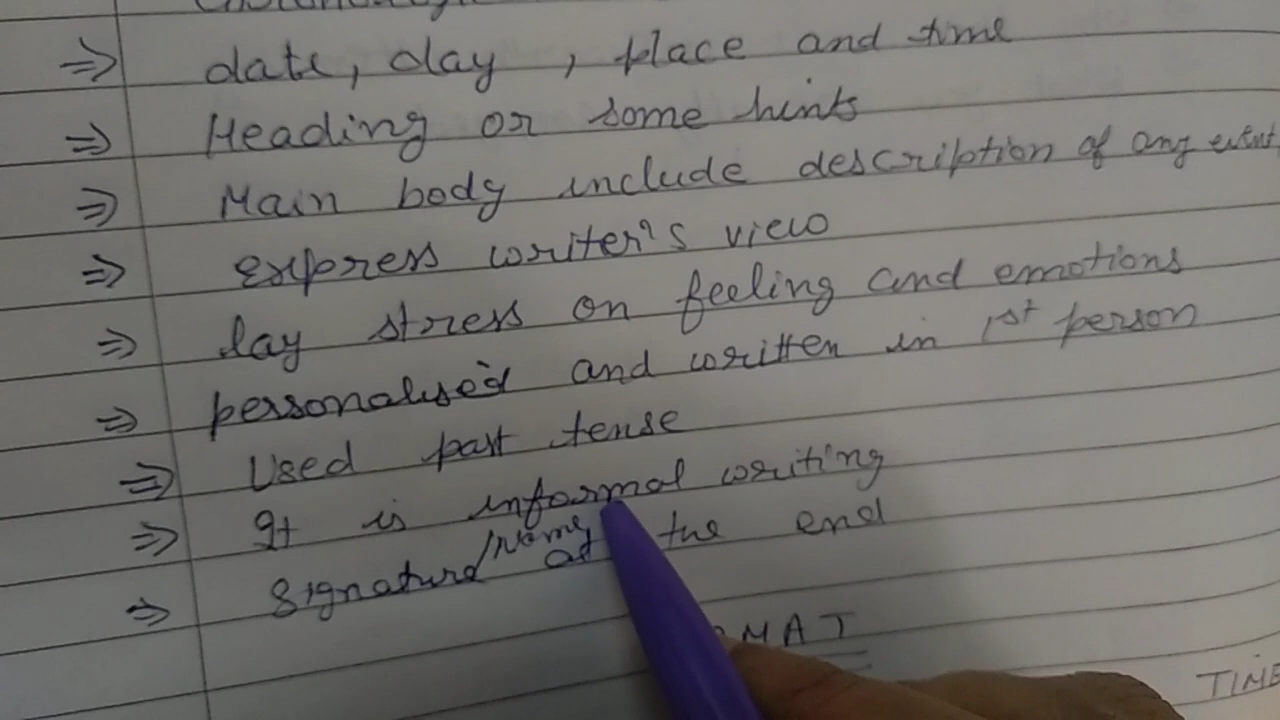 ⇒ date, day , place and time
⇒ Heading or some hints
⇒ Main body include description of any event
⇒ express writer's view
⇒ lay stress on feeling and emotions
⇒ personalised and written in 1st person
⇒ Used past tense
⇒ It is informal writing
⇒ Signature/Name at the end
MAT
TIME